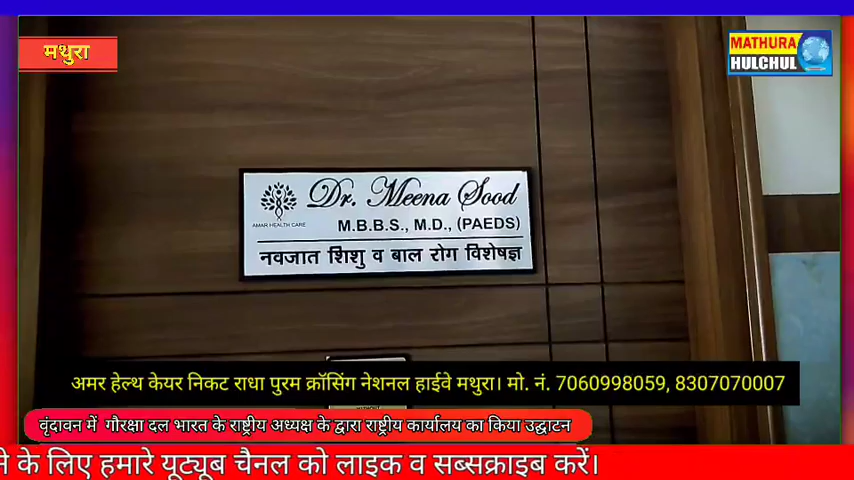 मथुरा
MATHURA
HULCHUL
Dr. Meena Sood
AMAR HEALTH CARE
M.B.B.S., M.D., (PAEDS)
नवजात शिशु व बाल रोग विशेषज्ञ
अमर हेल्थ केयर निकट राधा पुरम क्रॉसिंग नेशनल हाईवे मथुरा। मो. नं. 7060998059, 8307070007
वृंदावन में गौरक्षा दल भारत के राष्ट्रीय अध्यक्ष के द्वारा राष्ट्रीय कार्यालय का किया उद्घाटन
के लिए हमारे यूट्यूब चैनल को लाइक व सब्सक्राइब करें।